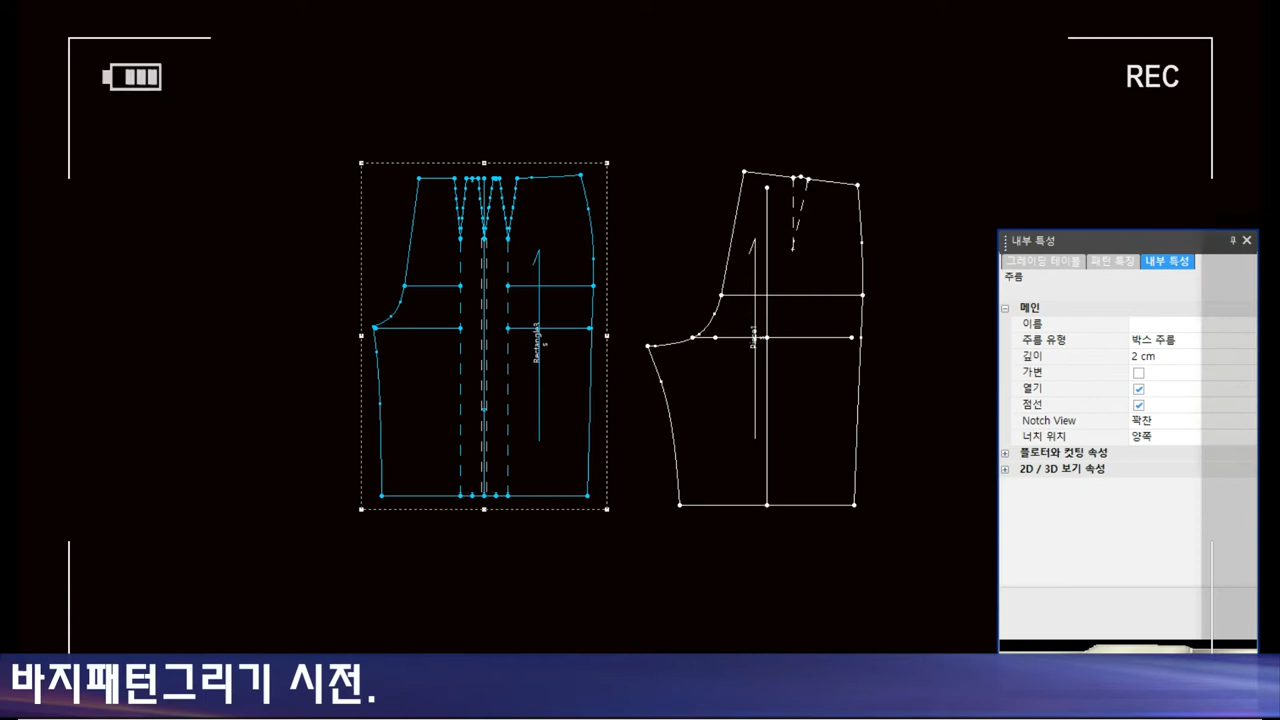 REC
내부 특성
그레이딩 테이블 패턴 특징 내부 특성
주름
메인
이름
주름 유형 박스 주름
깊이 2 cm
가변
열기
점선
Notch View 꽉찬
너치 위치 양쪽
플로터와 컷팅 속성
2D / 3D 보기 속성
Rectangle3
s
Piece1
s
바지패턴그리기 시전.